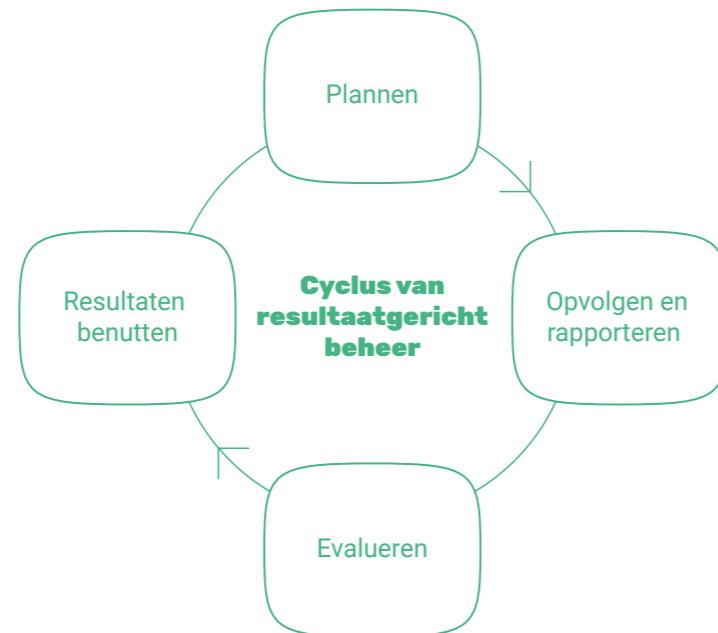 Plannen
Cyclus van
resultaatgericht
beheer
Opvolgen en
rapporteren
Evalueren
Resultaten
benutten